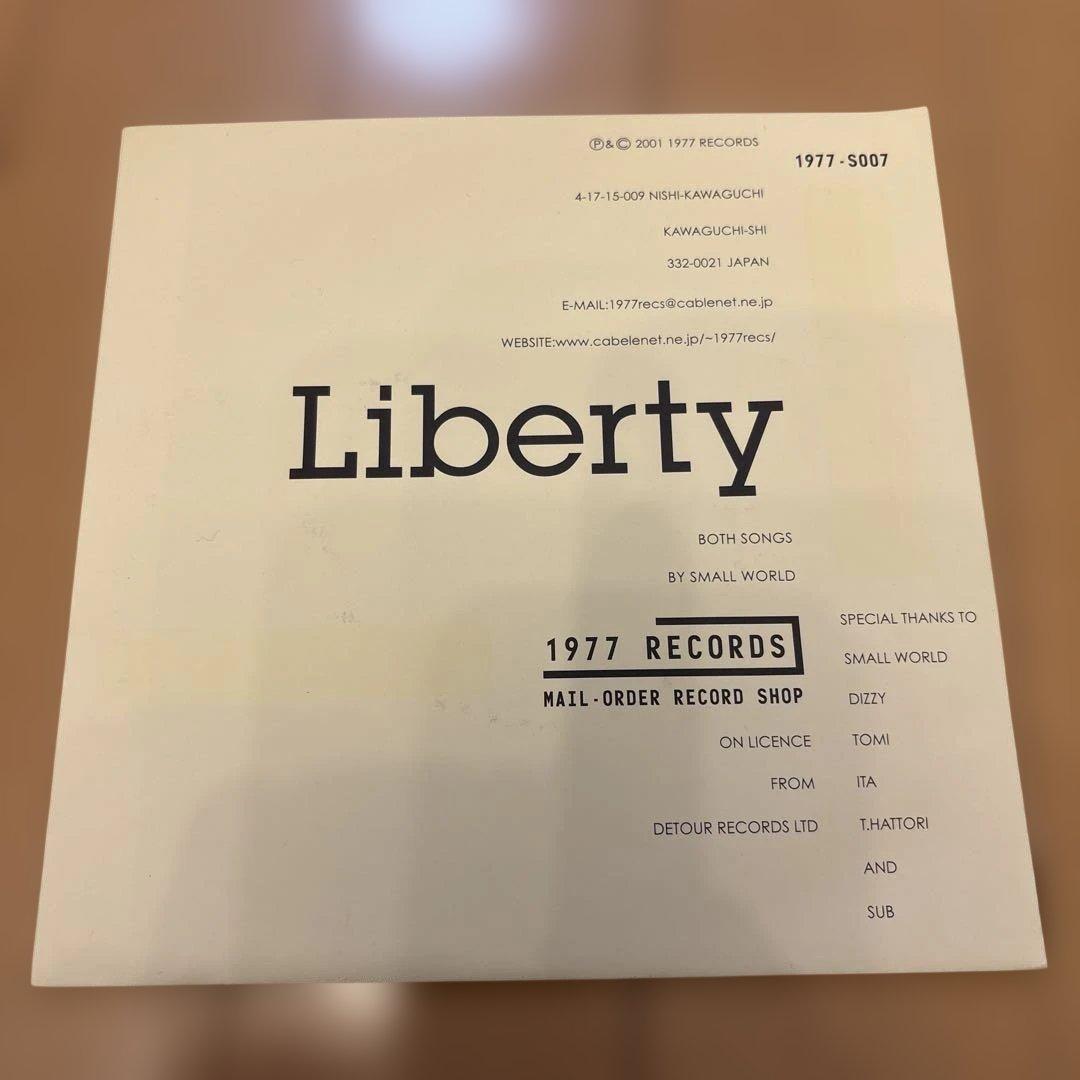 Ⓟ&Ⓒ 2001 1977 RECORDS
1977-S007
4-17-15-009 NISHI-KAWAGUCHI
KAWAGUCHI-SHI
332-0021 JAPAN
E-MAIL:1977recs@cablenet.ne.jp
WEBSITE:www.cabelenet.ne.jp/~1977recs/
Liberty
BOTH SONGS
BY SMALL WORLD
1977 RECORDS
MAIL-ORDER RECORD SHOP
ON LICENCE
FROM
DETOUR RECORDS LTD
SPECIAL THANKS TO
SMALL WORLD
DIZZY
TOMI
ITA
T.HATTORI
AND
SUB